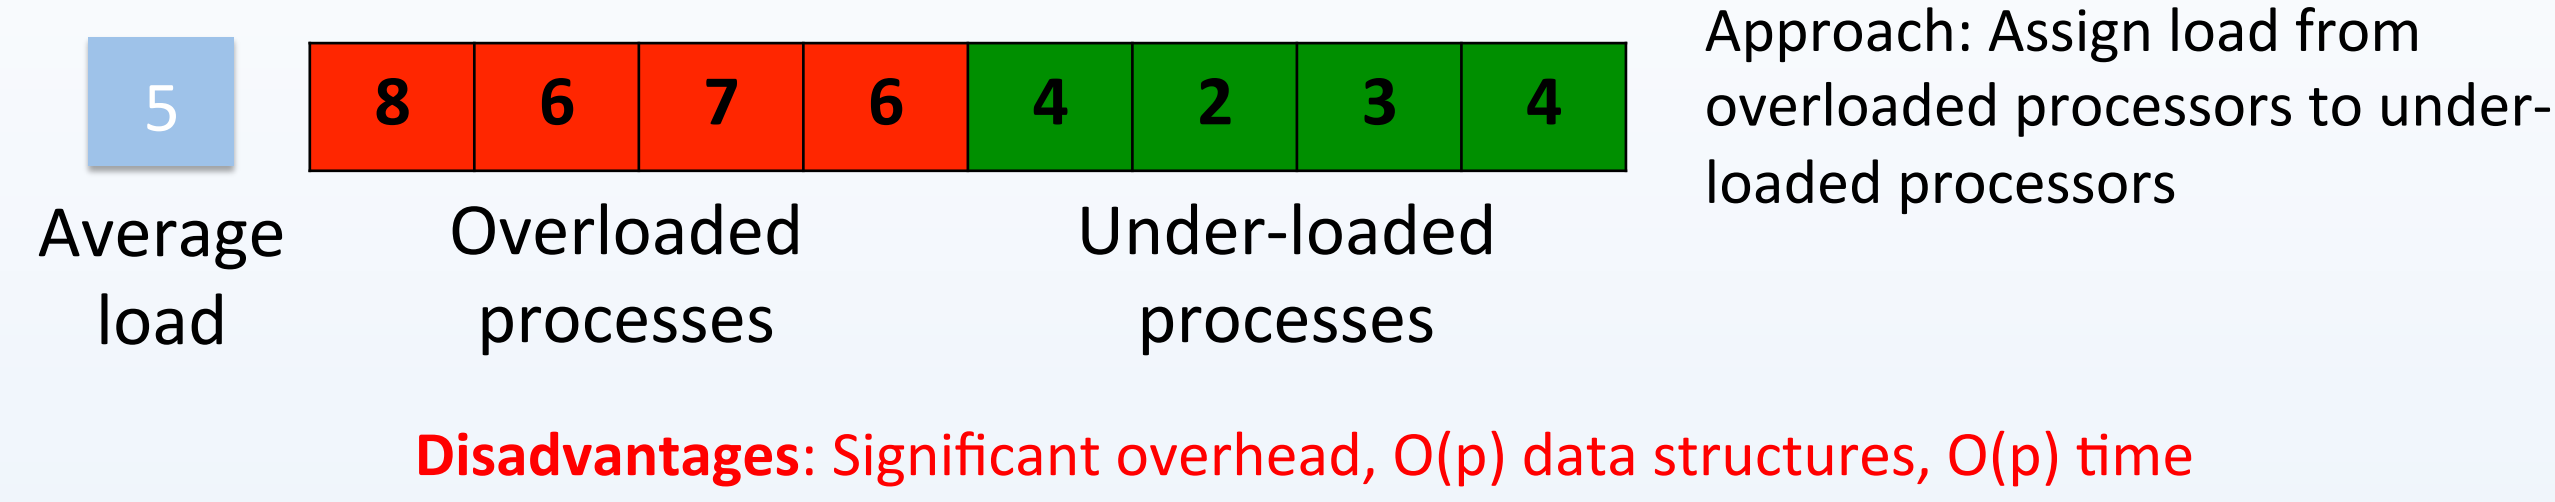 5
8 6 7 6 4 2 3 4
Average
load
Overloaded
processes
Under-loaded
processes
Approach: Assign load from
overloaded processors to under-
loaded processors
Disadvantages: Significant overhead, O(p) data structures, O(p) time